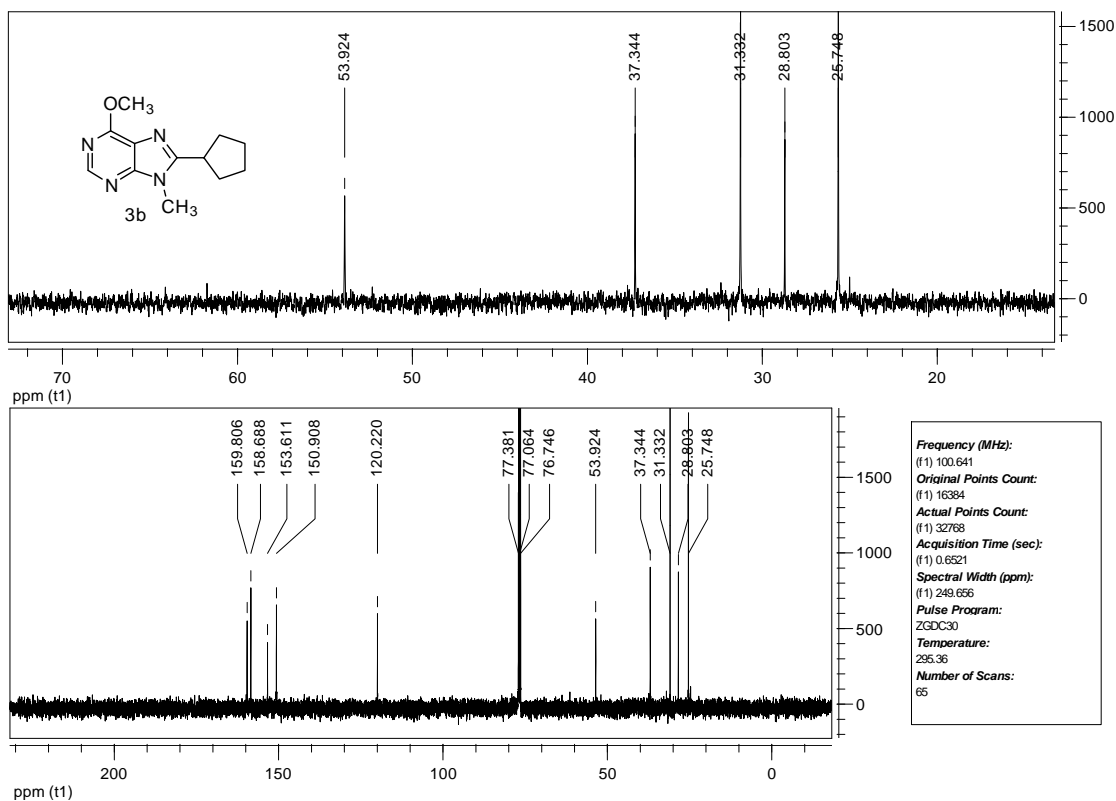 53.924
37.344
31.332
28.803
25.748
1500
1000
500
0
OCH3
N
N
N
N
CH3
3b
70 60 50 40 30 20
ppm (t1)
159.806
158.688
153.611
150.908
120.220
77.381
77.064
76.746
53.924
37.344
31.332
28.803
25.748
1500
1000
500
0
200 150 100 50 0
ppm (t1)
Frequency (MHz):
(f1) 100.641
Original Points Count:
(f1) 16384
Actual Points Count:
(f1) 32768
Acquisition Time (sec):
(f1) 0.6521
Spectral Width (ppm):
(f1) 249.656
Pulse Program:
ZGDC30
Temperature:
295.36
Number of Scans:
65